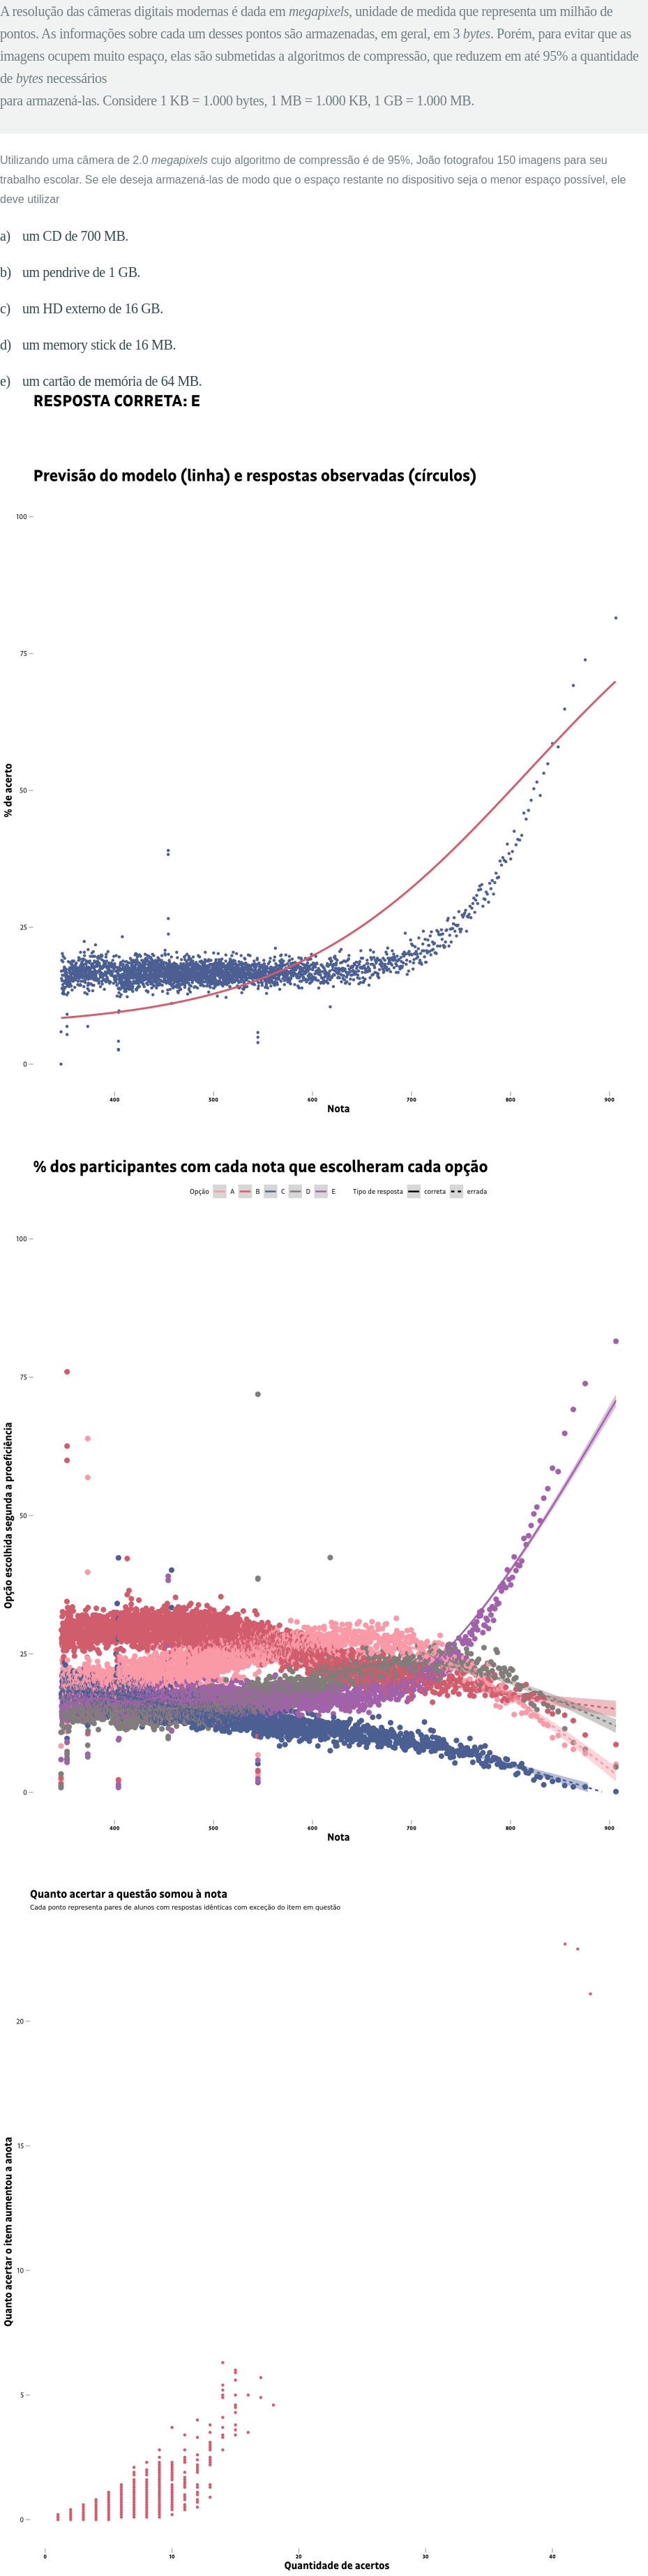 A resolução das câmeras digitais modernas é dada em megapixels, unidade de medida que representa um milhão de
pontos. As informações sobre cada um desses pontos são armazenadas, em geral, em 3 bytes. Porém, para evitar que as
imagens ocupem muito espaço, elas são submetidas a algoritmos de compressão, que reduzem em até 95% a quantidade
de bytes necessários
para armazená-las. Considere 1 KB = 1.000 bytes, 1 MB = 1.000 KB, 1 GB = 1.000 MB.
Utilizando uma câmera de 2.0 megapixels cujo algoritmo de compressão é de 95%, João fotografou 150 imagens para seu
trabalho escolar. Se ele deseja armazená-las de modo que o espaço restante no dispositivo seja o menor espaço possível, ele
deve utilizar
a) um CD de 700 MB.
b) um pendrive de 1 GB.
c) um HD externo de 16 GB.
d) um memory stick de 16 MB.
e) um cartão de memória de 64 MB.
RESPOSTA CORRETA: E
Previsão do modelo (linha) e respostas observadas (círculos)
100
75
50
25
0
% de acerto
400 500 600 700 800 900
Nota
% dos participantes com cada nota que escolheram cada opção
Opção A B C D E Tipo de resposta correta errada
100
75
50
25
0
Opção escolhida segunda a proeficiência
400 500 600 700 800 900
Nota
Quanto acertar a questão somou à nota
Cada ponto representa pares de alunos com respostas idênticas com exceção do item em questão
20
15
10
5
0
Quanto acertar o item aumentou a anota
0 10 20 30 40
Quantidade de acertos